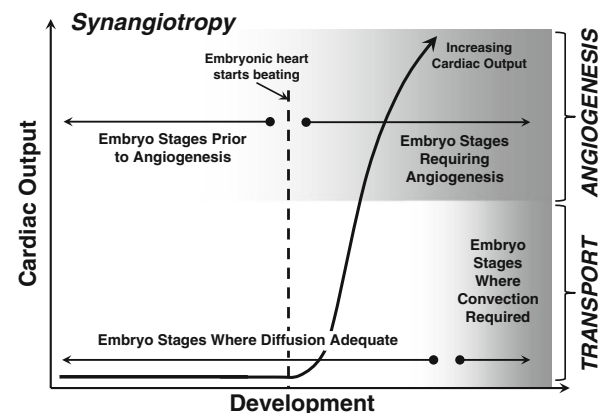 Synangiotropy
Embryonic heart
starts beating
Increasing
Cardiac Output
Embryo Stages Prior
to Angiogenesis
Embryo Stages
Requiring
Angiogenesis
ANGIOGENESIS
Cardiac Output
Embryo
Stages
Where
Convection
Required
TRANSPORT
Embryo Stages Where Diffusion Adequate
Development